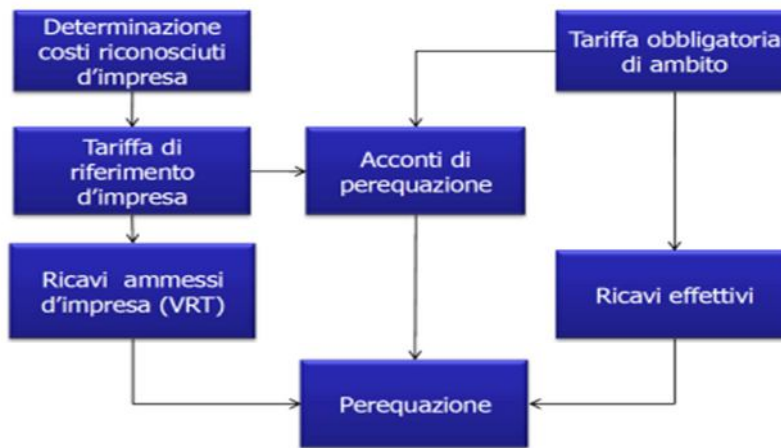 Determinazione
costi riconosciuti
d'impresa
Tariffa obbligatoria
di ambito
Tariffa di
riferimento
d'impresa
Acconti di
perequazione
Ricavi ammessi
d'impresa (VRT)
Ricavi effettivi
Perequazione